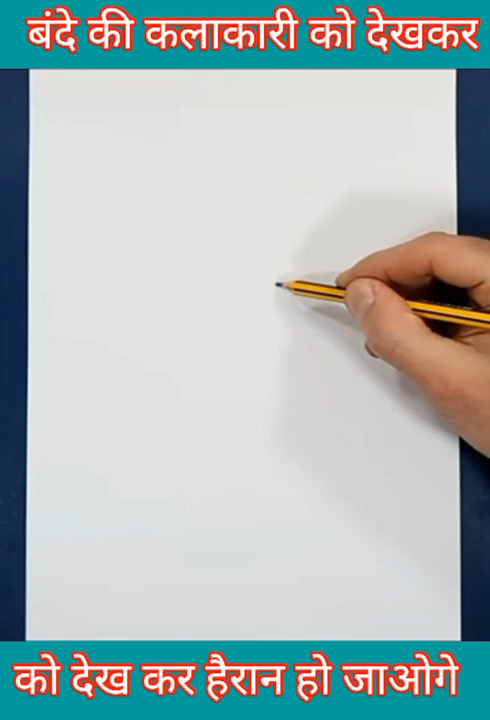 बंदे की कलाकारी को देखकर
को देख कर हैरान हो जाओगे